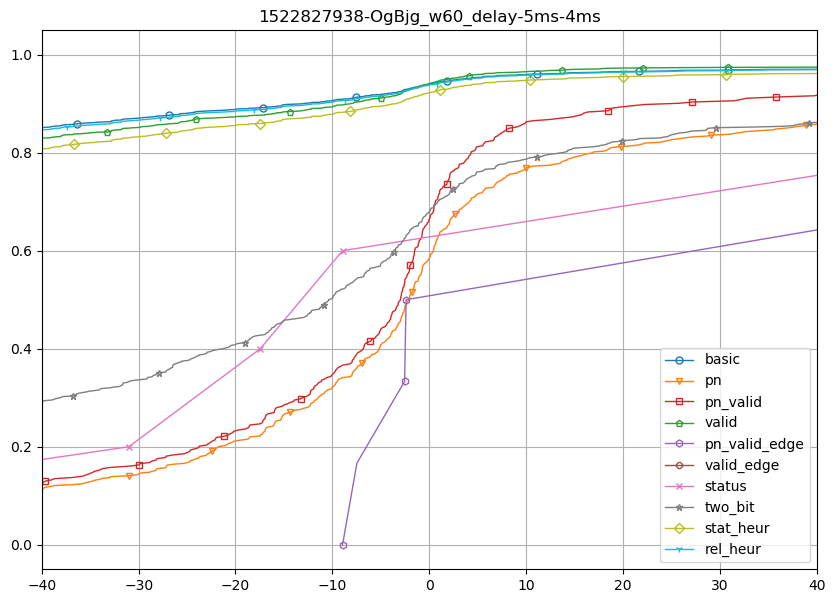 1522827938-OgBjg_w60_delay-5ms-4ms
1.0
0.8
0.6
0.4
0.2
0.0
−40
−30
−20
−10
0
10
20
30
40
basic
pn
pn_valid
valid
pn_valid_edge
valid_edge
status
two_bit
stat_heur
rel_heur